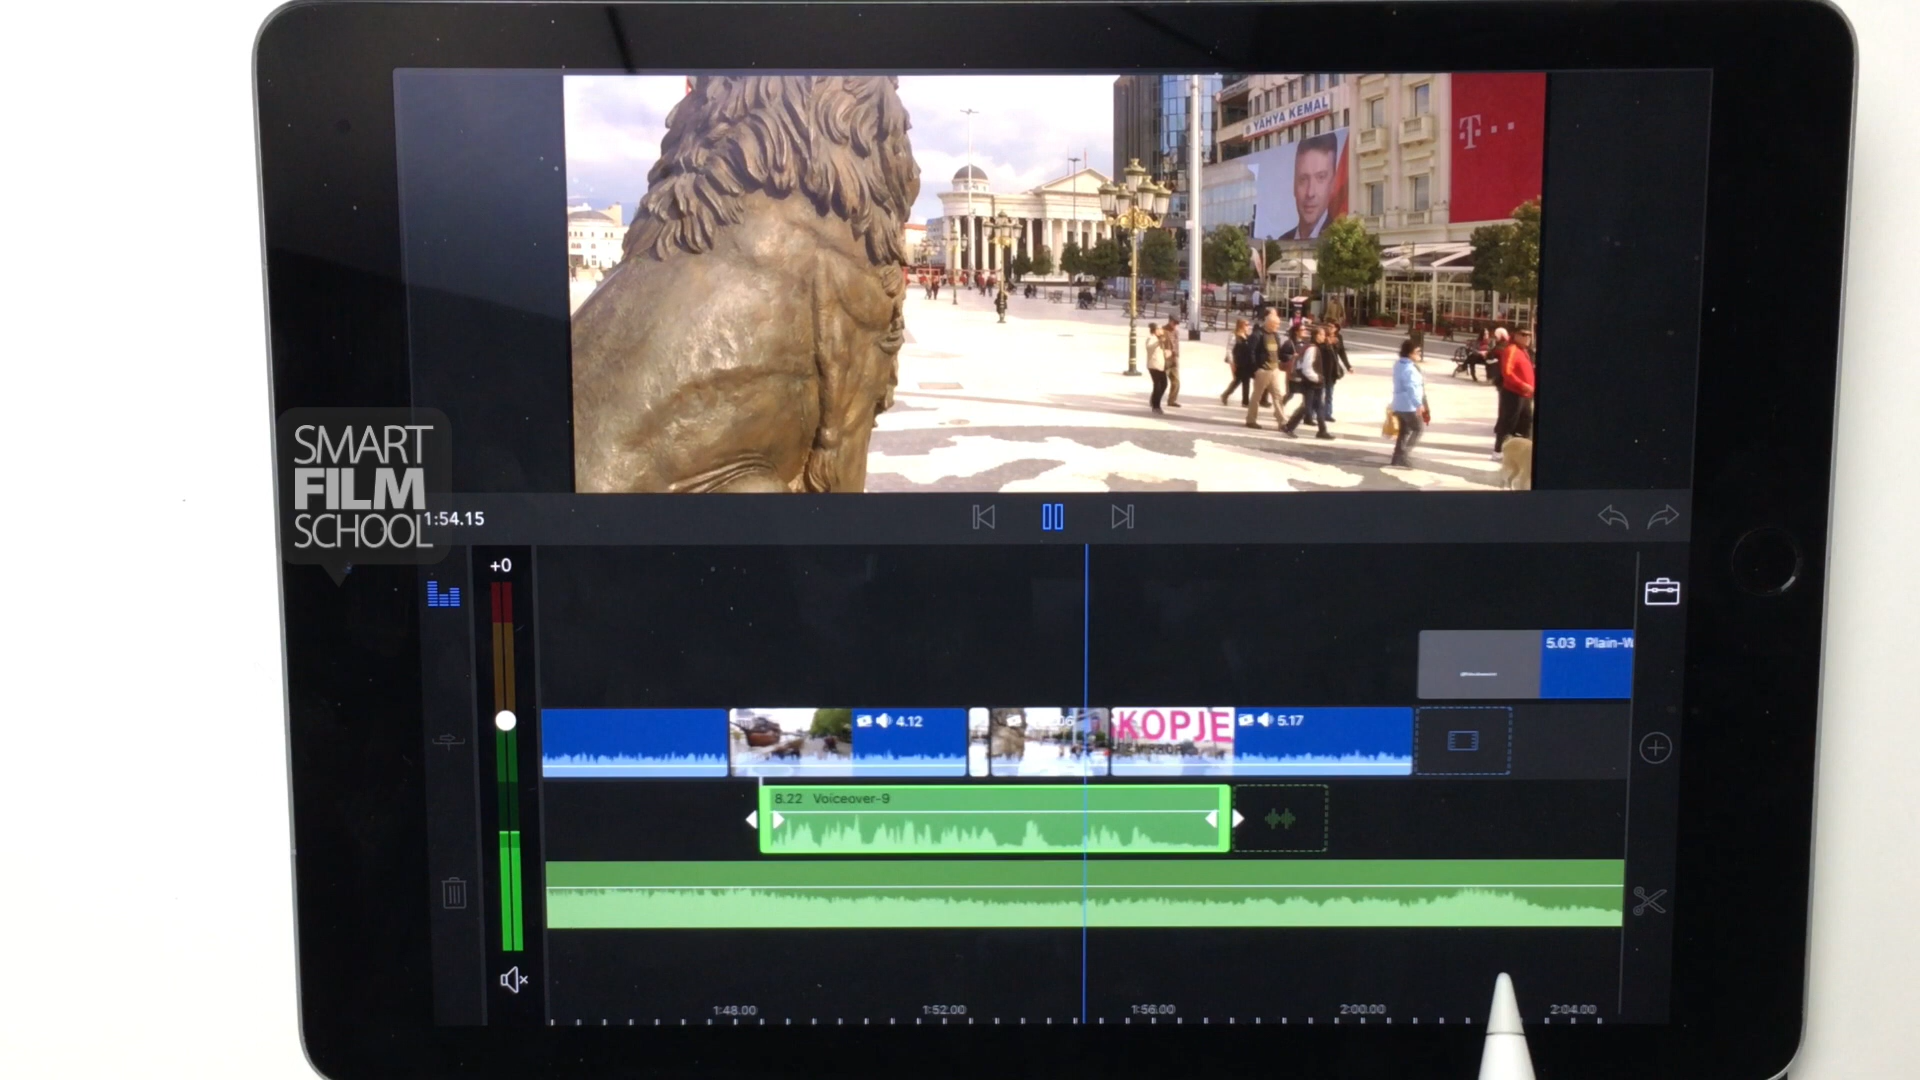 YAHYA KEMAL
T
SMART
FILM
SCHOOL
1:54.15
+0
5.03 Plain-W
4.12
06
KOPJE
5.17
8.22 Voiceover-9
1:48.00
1:52.00
1:56.00
2:00.00
2:04.00